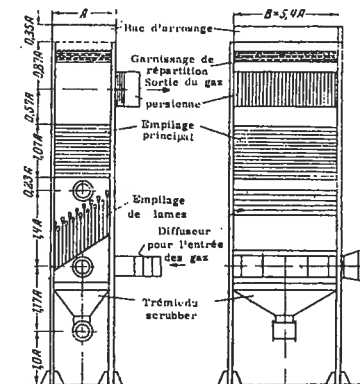 A
B=5,4A
Bac d'arrosage
0,35A
0,87A
Garnissage de
répartition
Sortie du gaz
persienne
0,57A
Empilage
principal
1,07A
0,23A
Empilage
de lames
1,4A
Diffuseur
pour l'entrée
des gaz
1,17A
Trémie du
scrubber
1,0A